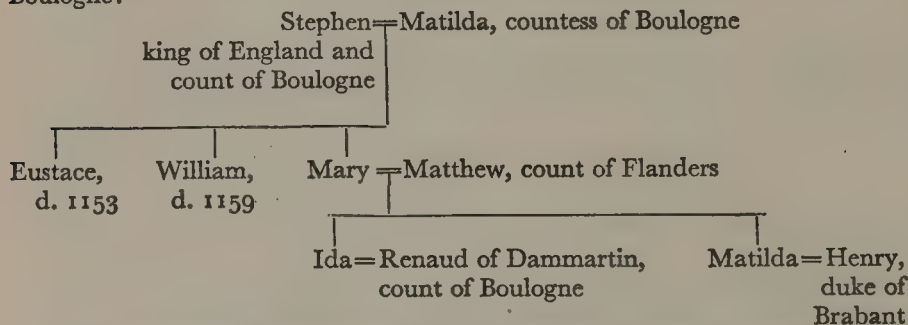 Boulogne.
Stephen=Matilda, countess of Boulogne
king of England and
count of Boulogne
Eustace,
d. 1153
William,
d. 1159
Mary=Matthew, count of Flanders
Ida=Renaud of Dammartin,
count of Boulogne
Matilda=Henry,
duke of
Brabant